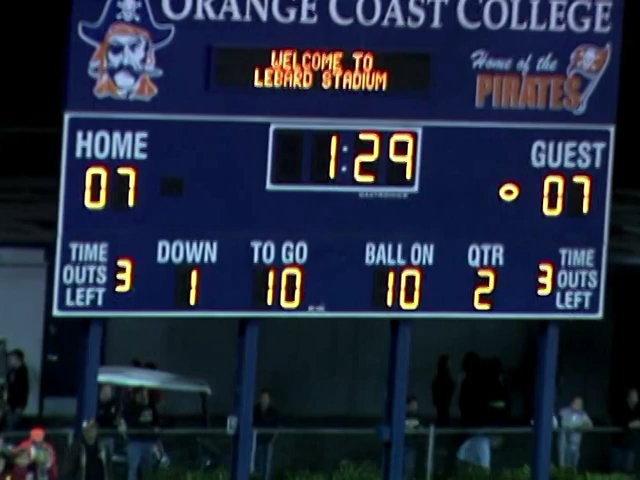 ORANGE COAST COLLEGE
WELCOME TO
LEBARD STADIUM
Home of the
PIRATES
HOME
1:29
GUEST
07
07
TIME
OUTS
LEFT
3
DOWN
1
TO GO
10
BALL ON
10
QTR
2
3
TIME
OUTS
LEFT